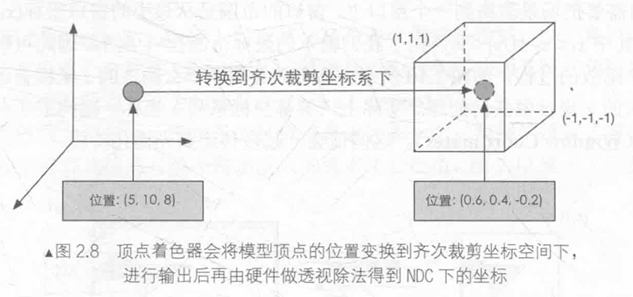 (1,1,1)
转换到齐次裁剪坐标系下
(-1,-1,-1)
位置: (5, 10, 8)
位置: (0.6, 0.4, -0.2)
▲图 2.8 顶点着色器会将模型顶点的位置变换到齐次裁剪坐标空间下，
进行输出后再由硬件做透视除法得到 NDC 下的坐标